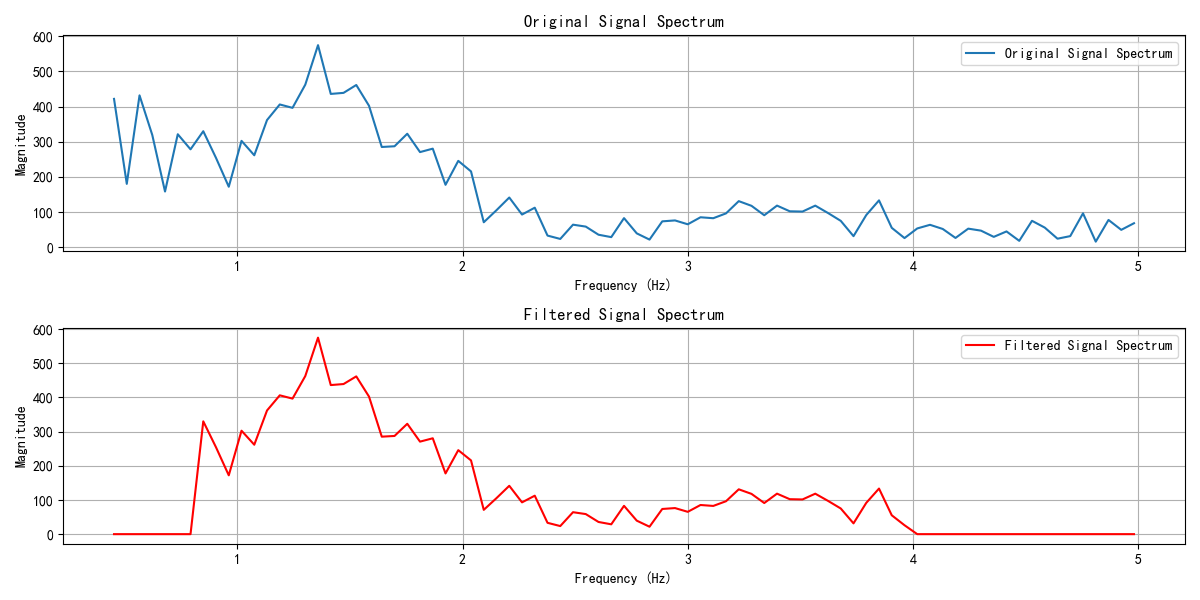 Original Signal Spectrum
600
500
400
300
200
100
0
Magnitude
Original Signal Spectrum
1 2 3 4 5
Frequency (Hz)
Filtered Signal Spectrum
600
500
400
300
200
100
0
Magnitude
Filtered Signal Spectrum
1 2 3 4 5
Frequency (Hz)